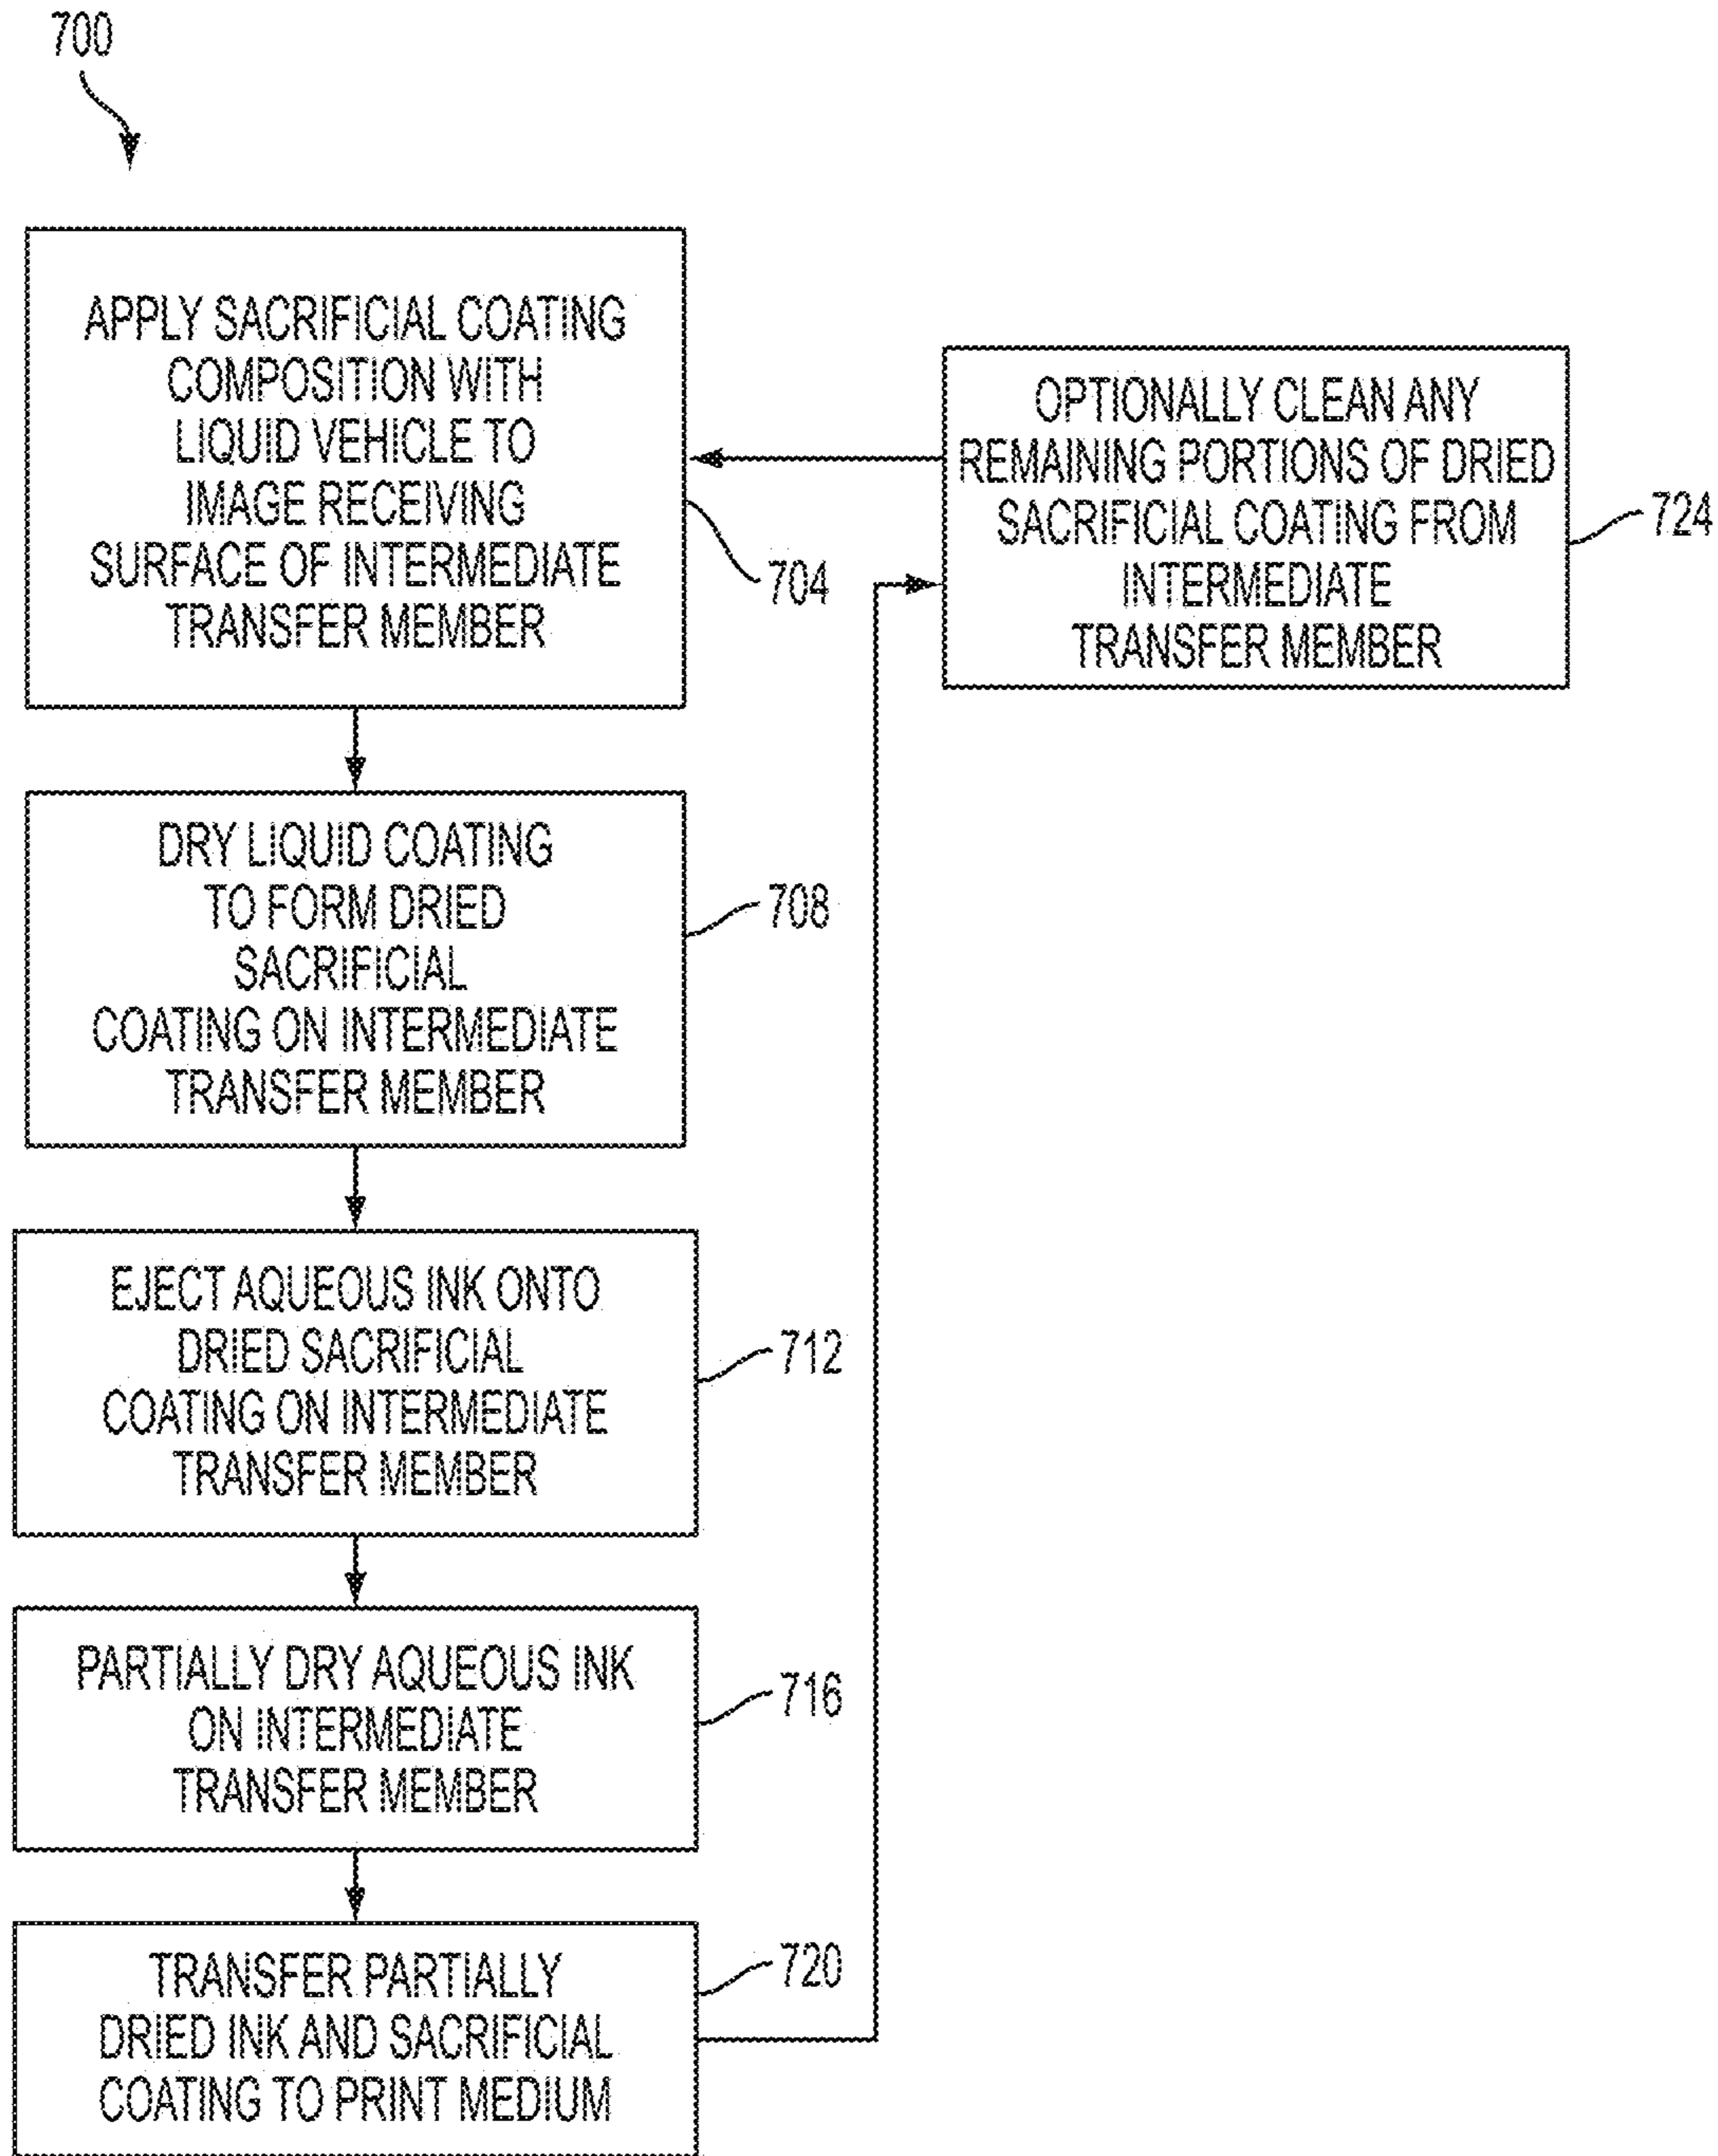 700
APPLY SACRIFICIAL COATING
COMPOSITION WITH
LIQUID VEHICLE TO
IMAGE RECEIVING
SURFACE OF INTERMEDIATE
TRANSFER MEMBER
704
OPTIONALLY CLEAN ANY
REMAINING PORTIONS OF DRIED
SACRIFICIAL COATING FROM
INTERMEDIATE
TRANSFER MEMBER
724
DRY LIQUID COATING
TO FORM DRIED
SACRIFICIAL
COATING ON INTERMEDIATE
TRANSFER MEMBER
708
EJECT AQUEOUS INK ONTO
DRIED SACRIFICIAL
COATING ON INTERMEDIATE
TRANSFER MEMBER
712
PARTIALLY DRY AQUEOUS INK
ON INTERMEDIATE
TRANSFER MEMBER
716
TRANSFER PARTIALLY
DRIED INK AND SACRIFICIAL
COATING TO PRINT MEDIUM
720